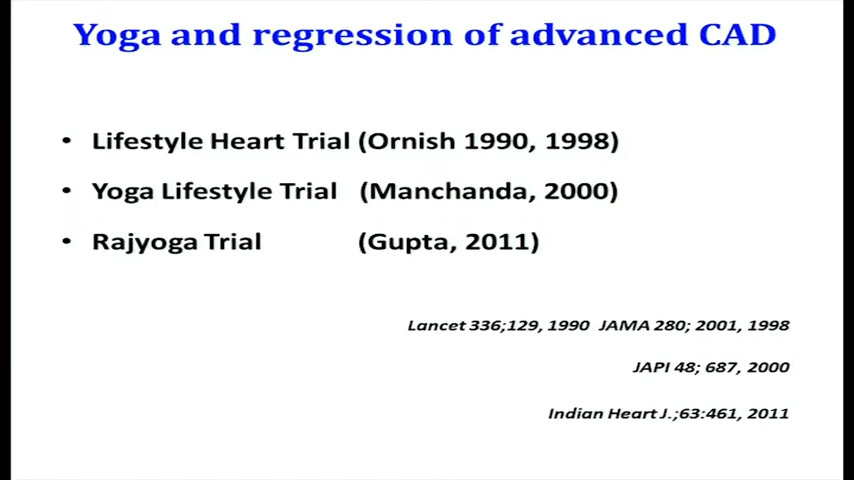 Yoga and regression of advanced CAD
• Lifestyle Heart Trial (Ornish 1990, 1998)
• Yoga Lifestyle Trial (Manchanda, 2000)
• Rajyoga Trial (Gupta, 2011)
Lancet 336;129, 1990 JAMA 280; 2001, 1998
JAPI 48; 687, 2000
Indian Heart J.;63:461, 2011